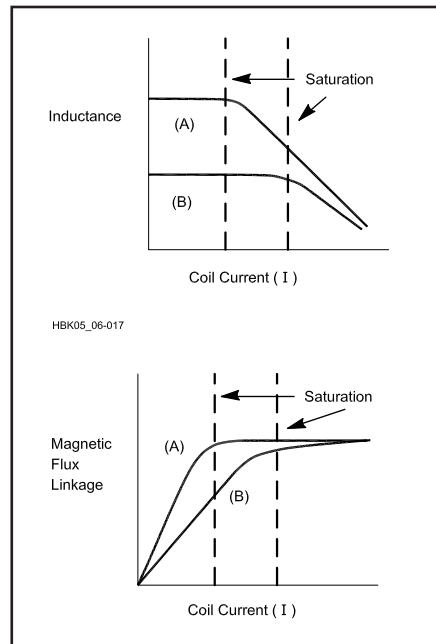 Saturation
Inductance
(A)
(B)
Coil Current ( I )
HBK05_06-017
Saturation
Magnetic
Flux
Linkage
(A)
(B)
Coil Current ( I )